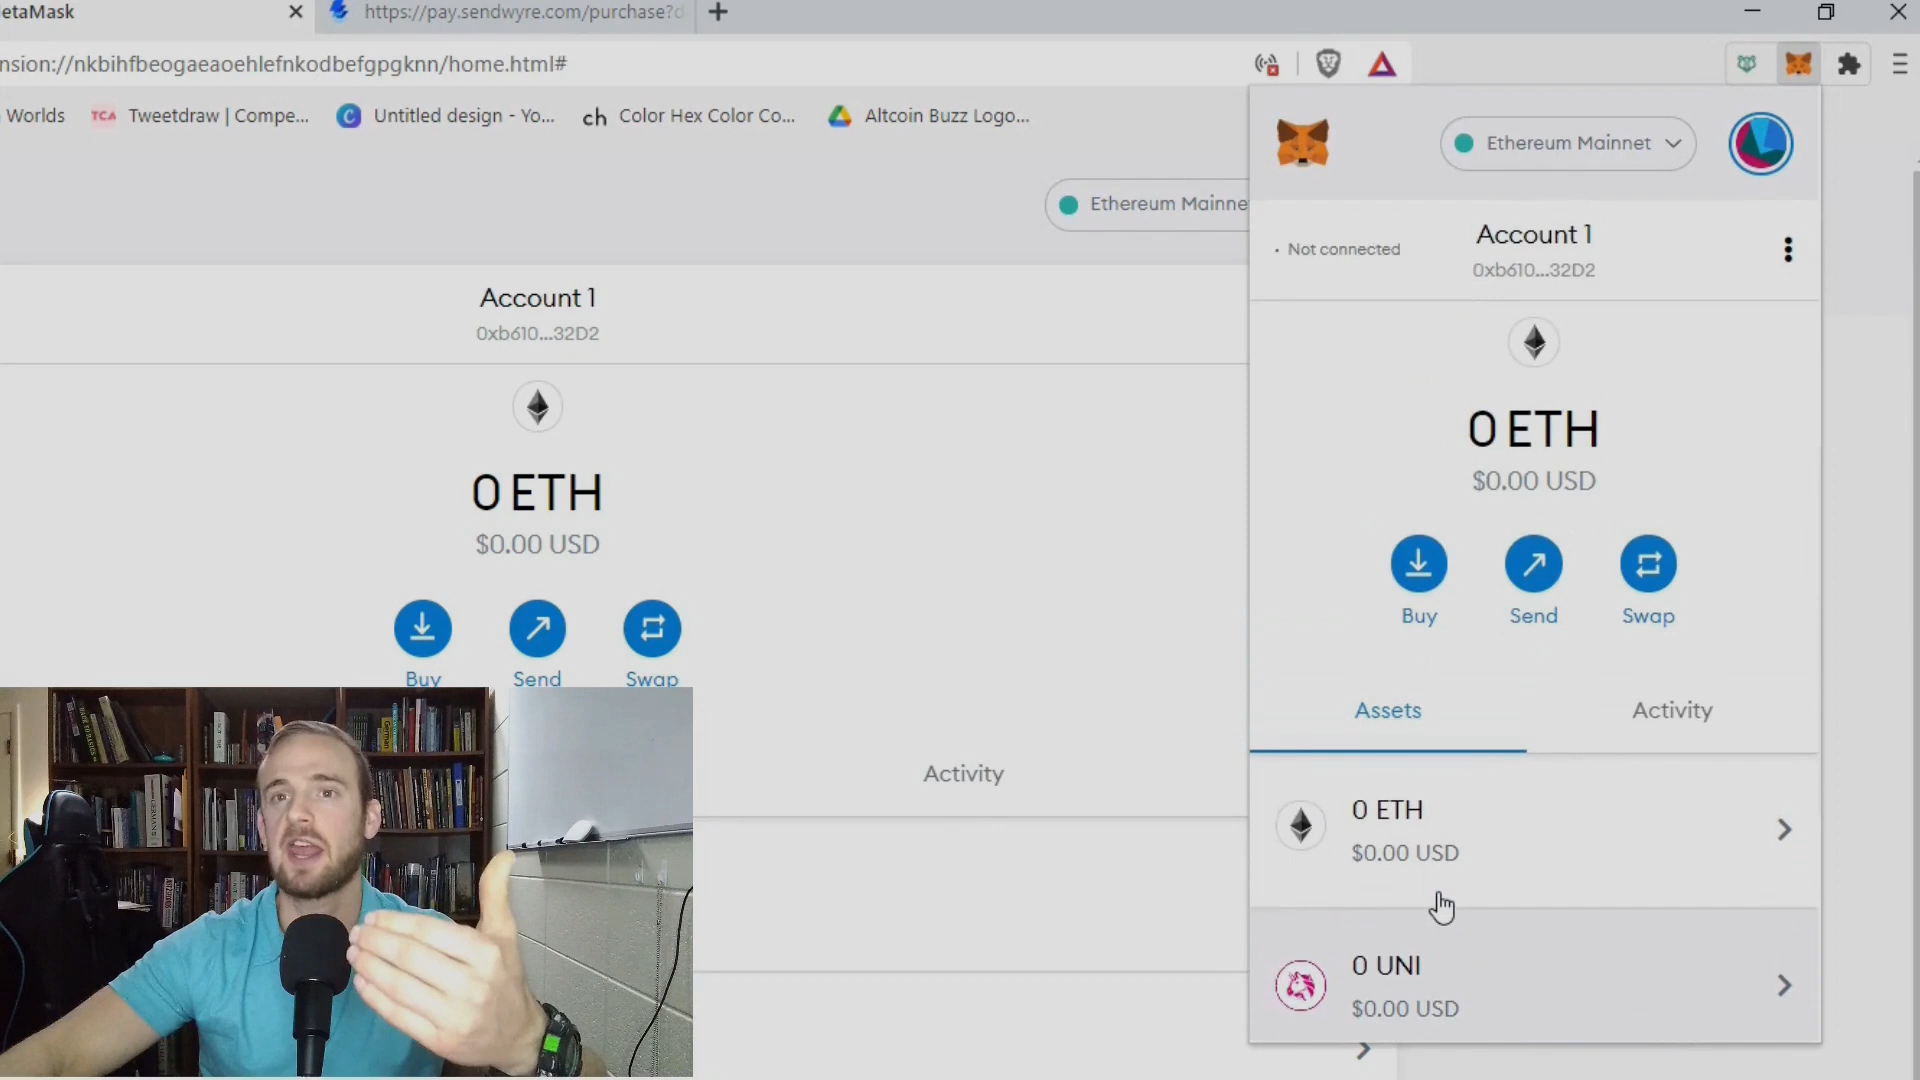 etaMask
https://pay.sendwyre.com/purchase?d
nsion://nkbihfbeogaeaoehlefnkodbefgpgknn/home.html#
Worlds
TCA Tweetdraw | Compe...
Untitled design - Yo...
ch Color Hex Color Co...
Altcoin Buzz Logo...
Ethereum Mainne
Account 1
0xb610...32D2
0 ETH
$0.00 USD
Buy
Send
Swap
Activity
Ethereum Mainnet
• Not connected
Account 1
0xb610...32D2
0 ETH
$0.00 USD
Buy
Send
Swap
Assets
Activity
0 ETH
$0.00 USD
0 UNI
$0.00 USD